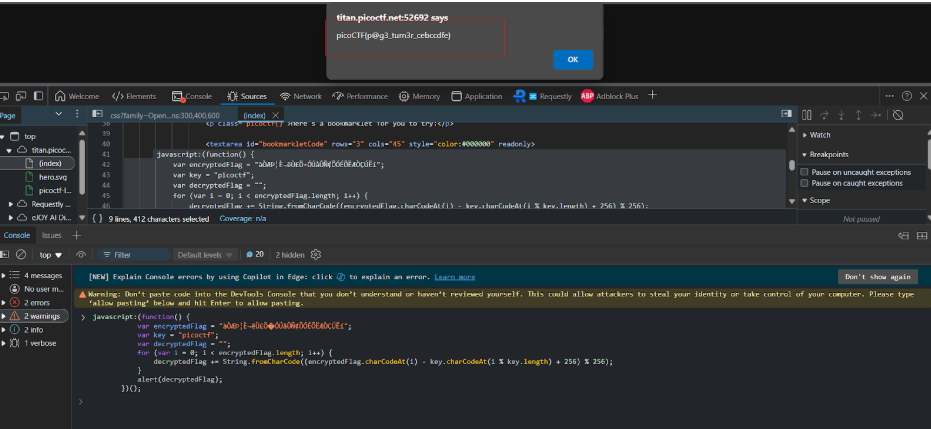 titan.picoctf.net:52692 says
picoCTF{p@g3_turn3r_cebccdfe}
OK
Welcome
Elements
Console
Sources
Network
Performance
Memory
Application
Requestly
ABP Adblock Plus
Page
css?family=Open...ns:300,400,600
(index)
top
titan.picoc...
(index)
hero.svg
picoctf-l...
Requestly ...
eJOY AI Di...
38 <p class="picoctf{}">Here's a bookmarklet for you to try:</p>
39
40 <textarea id="bookmarkletCode" rows="3" cols="45" style="color:#000000" readonly>
41 javascript:(function() {
42 var encryptedFlag =
43 var key = "picoctf";
44 var decryptedFlag = "";
45 for (var i = 0; i < encryptedFlag.length; i++) {
46 decryptedFlag += String.fromCharCode((encryptedFlag.charCodeAt(i) - key.charCodeAt(i % key.length) + 256) % 256);
{ } 9 lines, 412 characters selected Coverage: n/a
Watch
Breakpoints
Pause on uncaught exceptions
Pause on caught exceptions
Scope
Not paused
Console
Issues
top
Filter
Default levels
20
2 hidden
4 messages
No user m...
2 errors
2 warnings
2 info
1 verbose
[NEW] Explain Console errors by using Copilot in Edge: click to explain an error. Learn more
Don't show again
Warning: Don't paste code into the DevTools Console that you don't understand or haven't reviewed yourself. This could allow attackers to steal your identity or take control of your computer. Please type
'allow pasting' below and hit Enter to allow pasting.
javascript:(function() {
var encryptedFlag =
var key = "picoctf";
var decryptedFlag = "";
for (var i = 0; i < encryptedFlag.length; i++) {
decryptedFlag += String.fromCharCode((encryptedFlag.charCodeAt(i) - key.charCodeAt(i % key.length) + 256) % 256);
}
alert(decryptedFlag);
})();